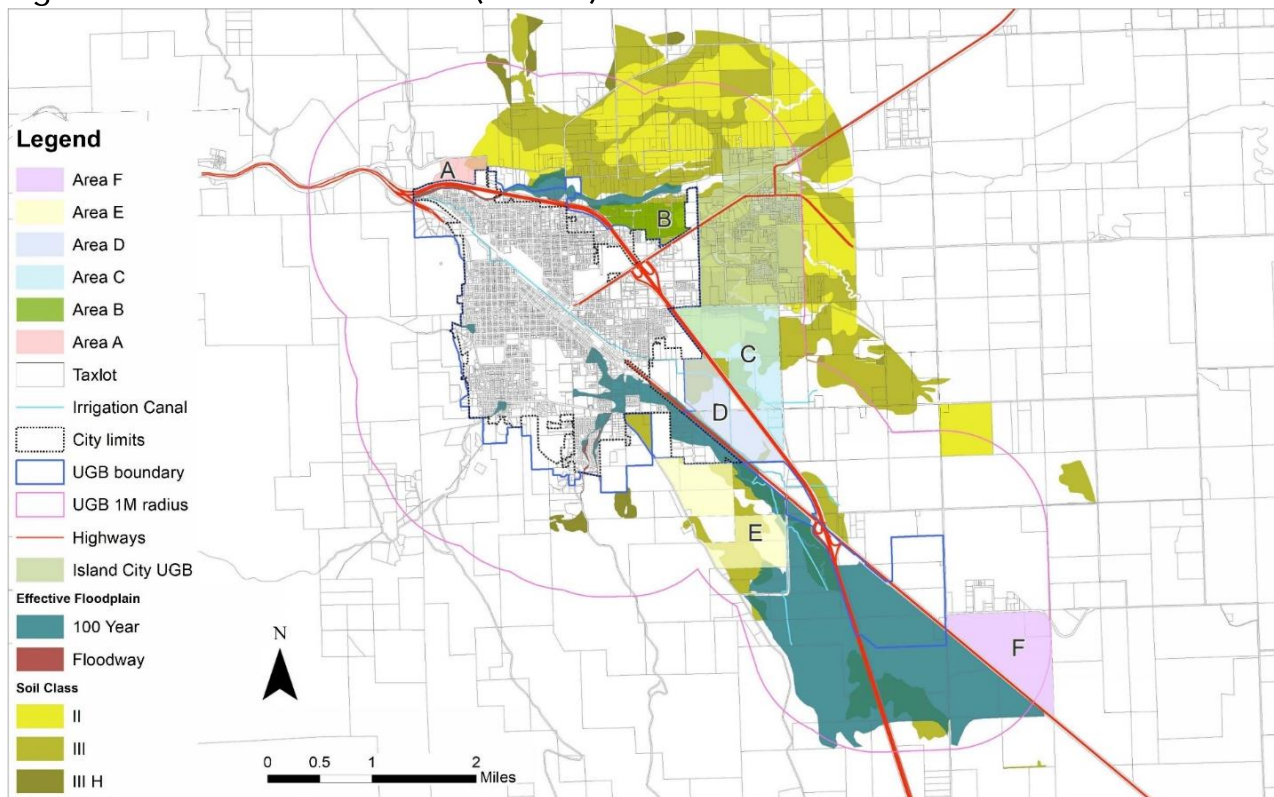 Legend
Area F
Area E
Area D
Area C
Area B
Area A
Taxlot
Irrigation Canal
City limits
UGB boundary
UGB 1M radius
Highways
Island City UGB
Effective Floodplain
100 Year
Floodway
Soil Class
II
III
III H
A
B
C
D
E
F
N
0 0.5 1 2
Miles